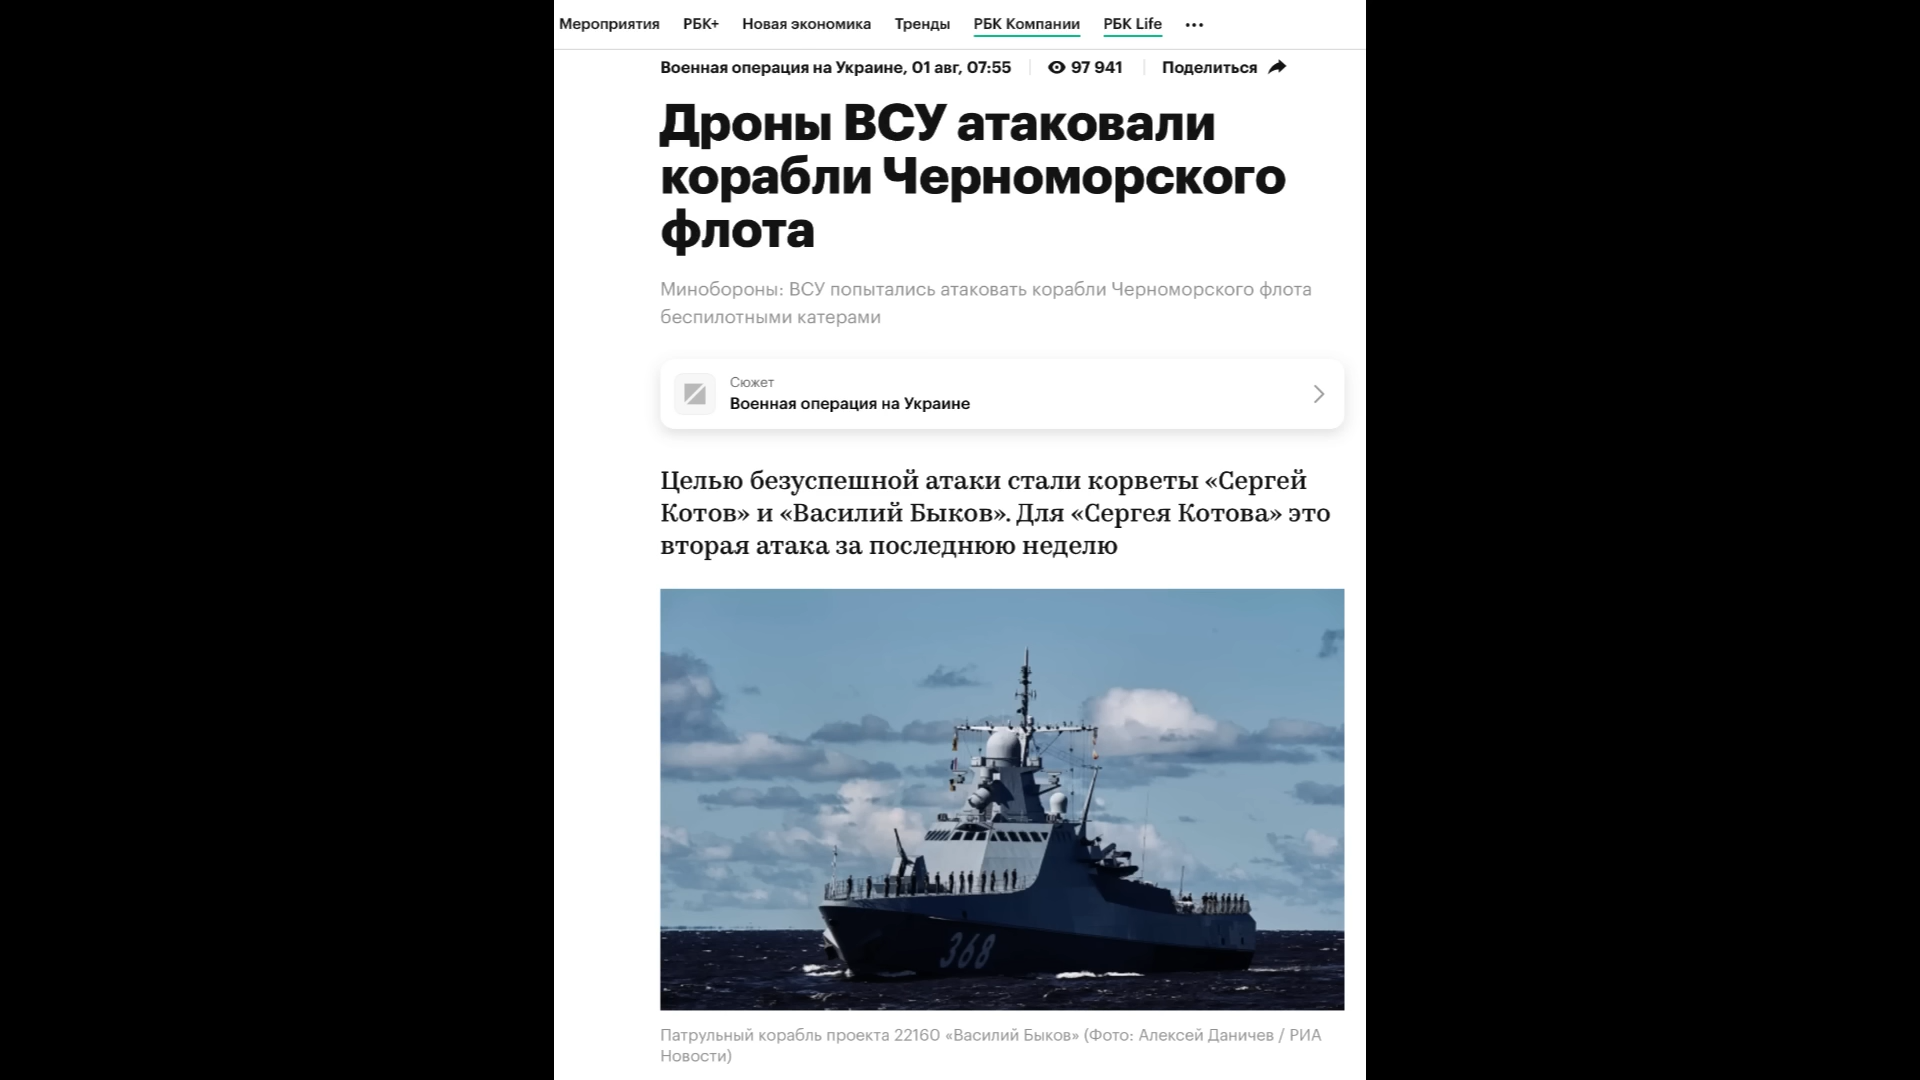 Мероприятия РБК+ Новая экономика Тренды РБК Компании РБК Life
Военная операция на Украине, 01 авг, 07:55 97 941 Поделиться
Дроны ВСУ атаковали
корабли Черноморского
флота
Минобороны: ВСУ попытались атаковать корабли Черноморского флота
беспилотными катерами
Сюжет
Военная операция на Украине
Целью безуспешной атаки стали корветы «Сергей
Котов» и «Василий Быков». Для «Сергея Котова» это
вторая атака за последнюю неделю
368
Патрульный корабль проекта 22160 «Василий Быков» (Фото: Алексей Даничев / РИА
Новости)